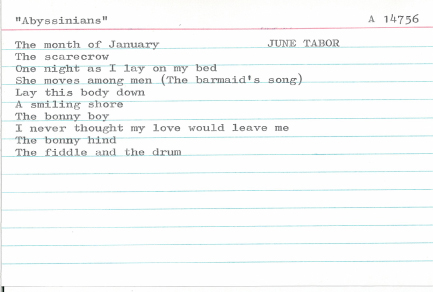 "Abyssinians" A 14756
The month of January JUNE TABOR
The scarecrow
One night as I lay on my bed
She moves among men (The barmaid's song)
Lay this body down
A smiling shore
The bonny boy
I never thought my love would leave me
The bonny hind
The fiddle and the drum